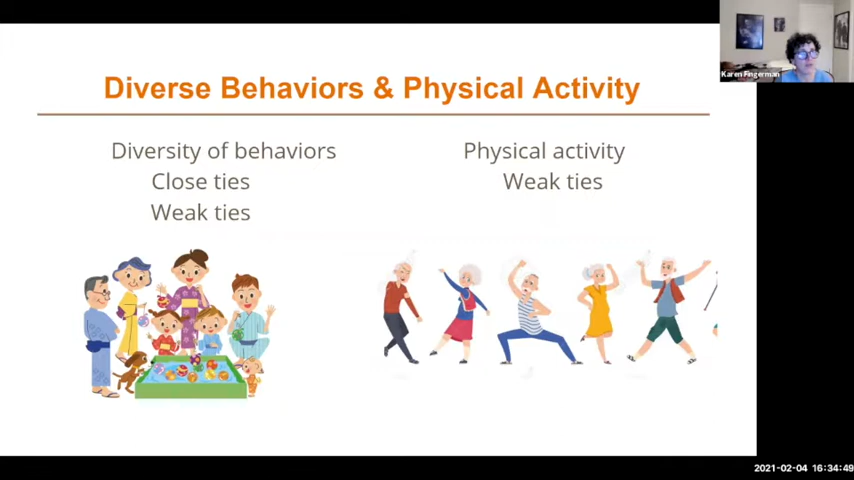 Karen Fingerman
Diverse Behaviors & Physical Activity
Diversity of behaviors
Close ties
Weak ties
Physical activity
Weak ties
2021-02-04 16:34:49